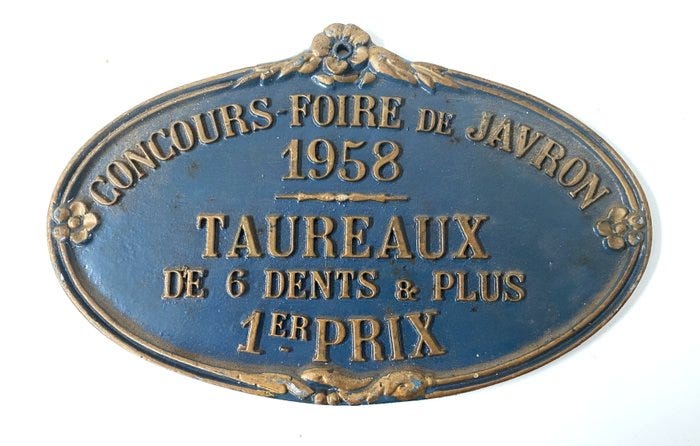 CONCOURS-FOIRE DE JAVRON
1958
TAUREAUX
DE 6 DENTS & PLUS
1ER PRIX